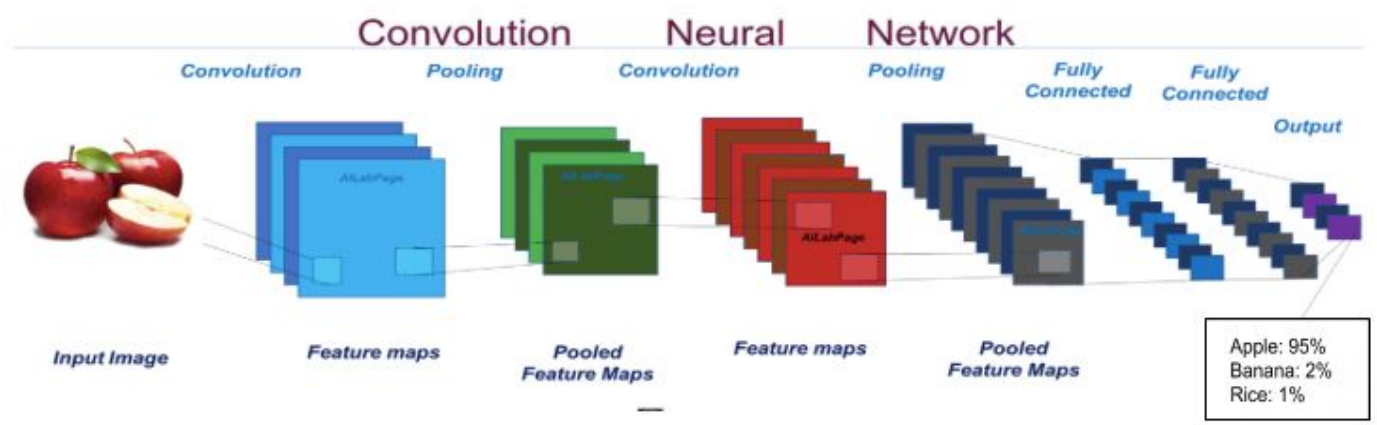 Convolution Neural Network
Convolution Pooling Convolution Pooling Fully Connected Fully Connected
Output
AiLabPage
AiLabPage
AiLabPage
Input Image
Feature maps
Pooled
Feature Maps
Feature maps
Pooled
Feature Maps
Apple: 95%
Banana: 2%
Rice: 1%